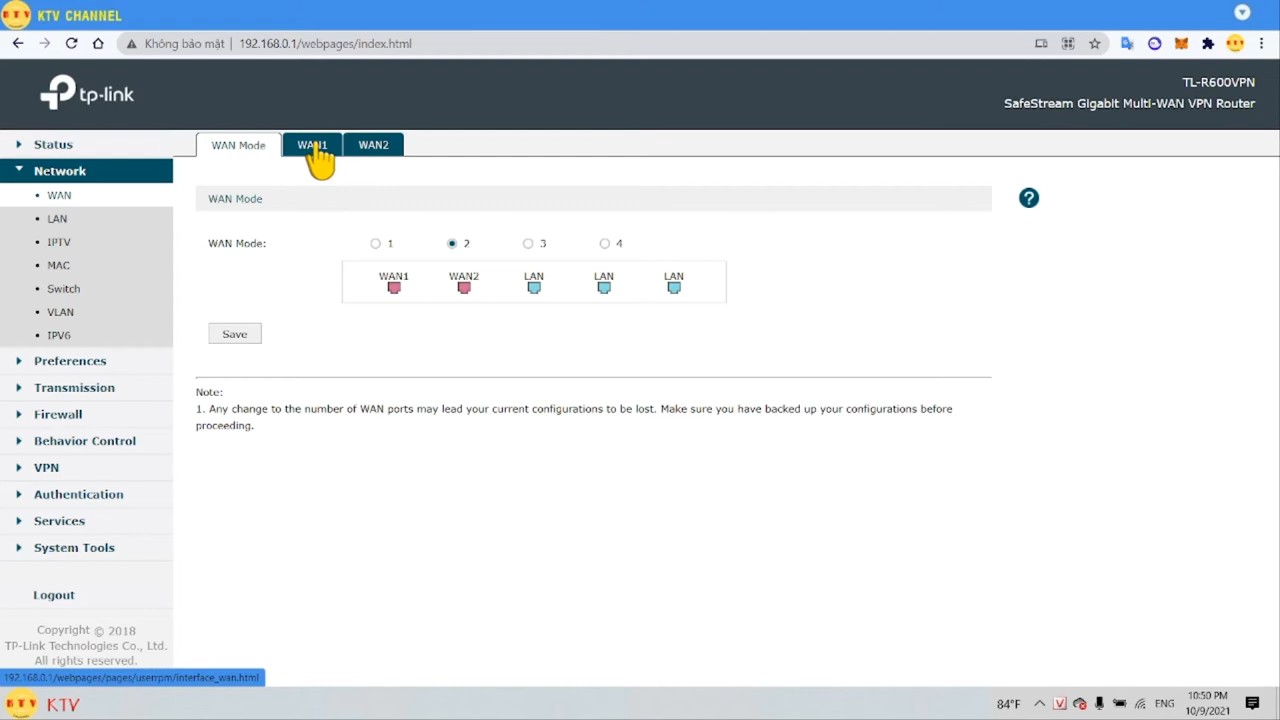 KTV CHANNEL
Không bảo mật | 192.168.0.1/webpages/index.html
tp-link
TL-R600VPN
SafeStream Gigabit Multi-WAN VPN Router
Status
Network
WAN
LAN
IPTV
MAC
Switch
VLAN
IPV6
Preferences
Transmission
Firewall
Behavior Control
VPN
Authentication
Services
System Tools
Logout
Copyright © 2018
TP-Link Technologies Co., Ltd.
All rights reserved.
192.168.0.1/webpages/pages/userrpm/interface_wan.html
WAN Mode WAN1 WAN2
WAN Mode
?
WAN Mode: 1 2 3 4
WAN1 WAN2 LAN LAN LAN
Save
Note:
1. Any change to the number of WAN ports may lead your current configurations to be lost. Make sure you have backed up your configurations before
proceeding.
KTV
84°F
V
ENG
10:50 PM
10/9/2021